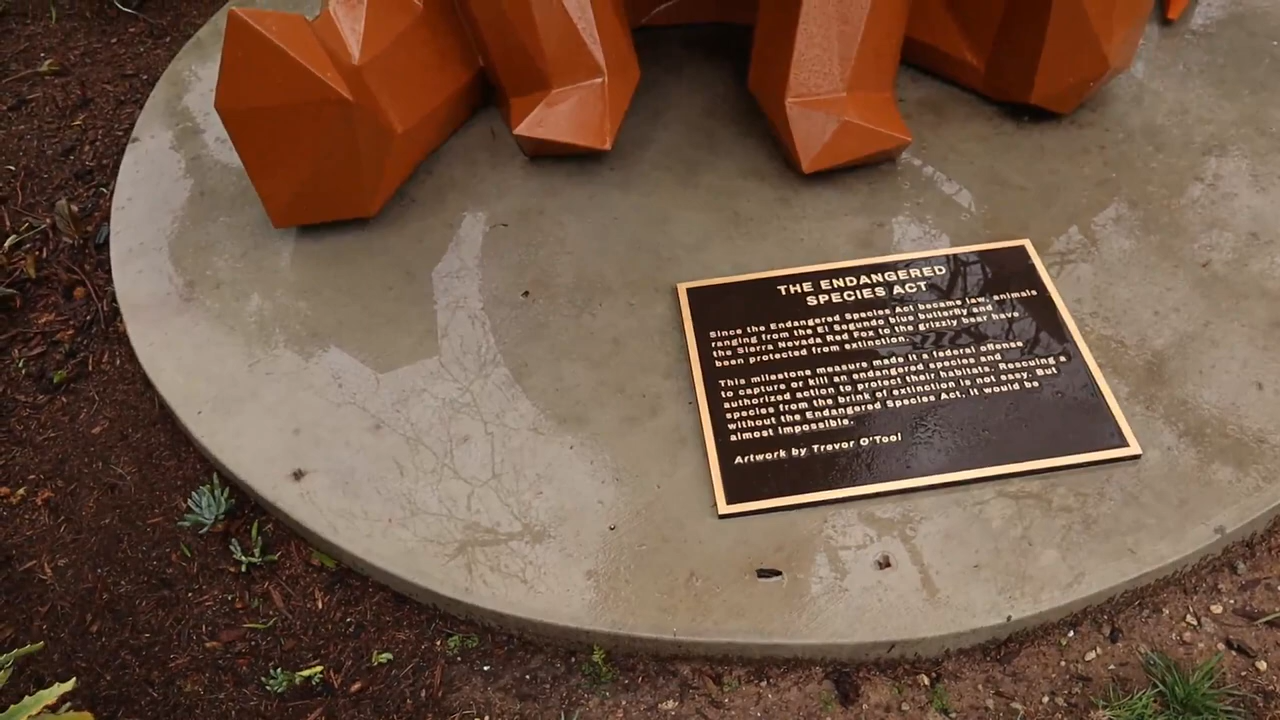 THE ENDANGERED
SPECIES ACT
Since the Endangered Species Act became law, animals
ranging from the El Segundo blue butterfly and
the Sierra Nevada Red Fox to the grizzly bear have
been protected from extinction.
This milestone measure made it a federal offense
to capture or kill an endangered species and
authorized action to protect their habitats. Rescuing a
species from the brink of extinction is not easy. But
without the Endangered Species Act, it would be
almost impossible.
Artwork by Trevor O'Tool